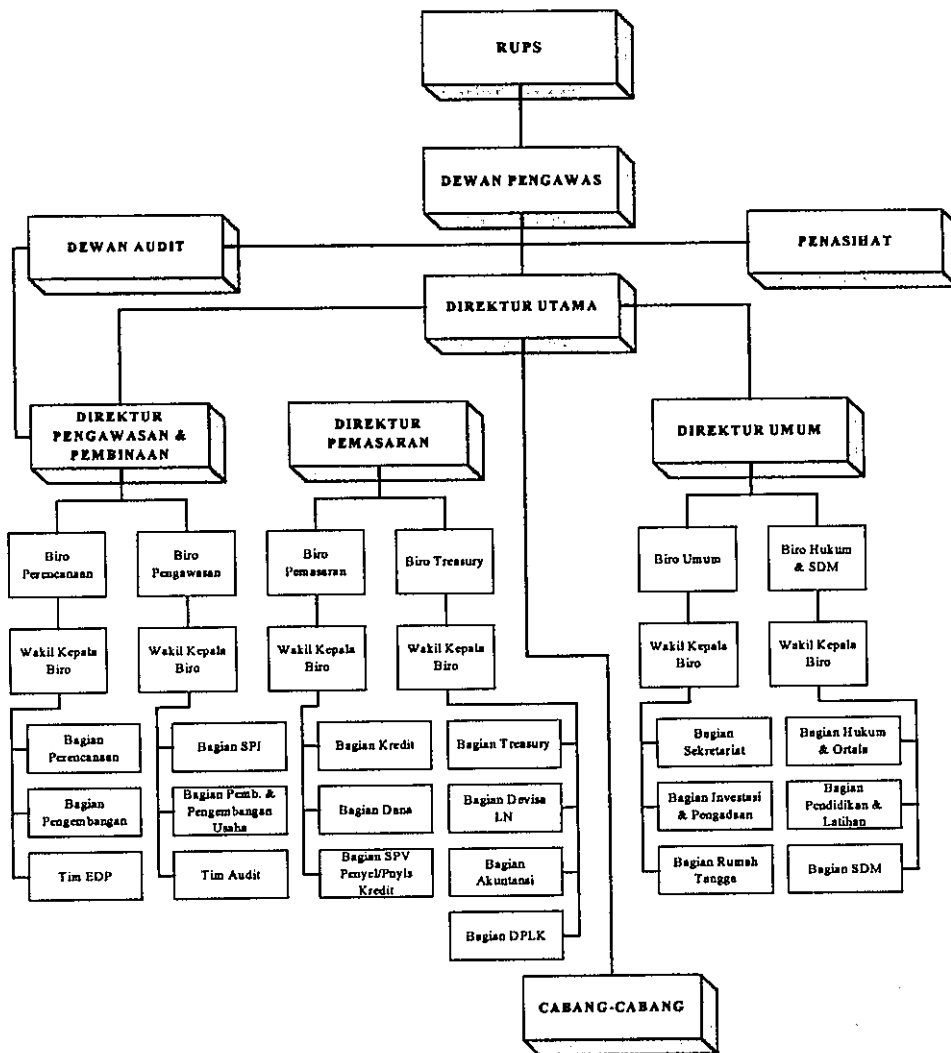 RUPS
DEWAN PENGAWAS
DEWAN AUDIT
PENASIHAT
DIREKTUR UTAMA
DIREKTUR
PENGAWASAN &
PEMBINAAN
DIREKTUR
PEMASARAN
DIREKTUR UMUM
Biro
Perencanaan
Biro
Pengawasan
Biro
Pemasaran
Biro Treasury
Biro Umum
Biro Hukum
& SDM
Wakil Kepala
Biro
Wakil Kepala
Biro
Wakil Kepala
Biro
Wakil Kepala
Biro
Wakil Kepala
Biro
Wakil Kepala
Biro
Bagian
Perencanaan
Bagian SPI
Bagian Kredit
Bagian Treasury
Bagian
Sekretariat
Bagian Hukum
& Ortala
Bagian
Pengembangan
Bagian Pemb. &
Pengembangan
Usaha
Bagian Dana
Bagian Devisa
LN
Bagian Investasi
& Pengadaan
Bagian
Pendidikan &
Latihan
Tim EDP
Tim Audit
Bagian SPV
Penyel/Pnyls
Kredit
Bagian
Akuntansi
Bagian Rumah
Tangga
Bagian SDM
Bagian DPLK
CABANG-CABANG